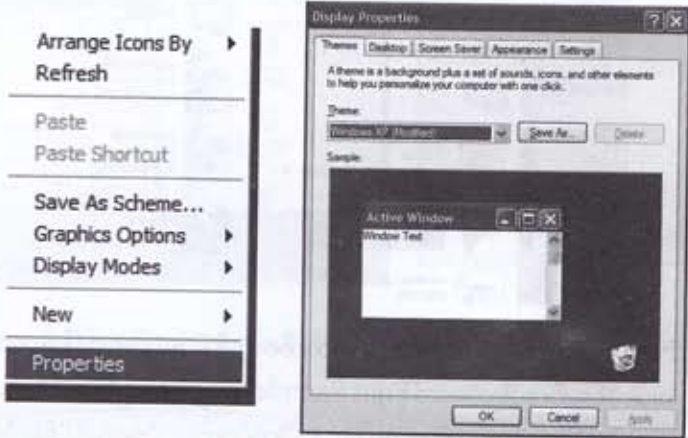 Arrange Icons By
Refresh
Paste
Paste Shortcut
Save As Scheme...
Graphics Options
Display Modes
New
Properties
Display Properties
Themes Desktop Screen Saver Appearance Settings
A theme is a background plus a set of sounds, icons, and other elements
to help you personalize your computer with one click.
Theme:
Windows XP (Modified) Save As... Delete
Sample:
Active Window
Window Text
OK Cancel Apply